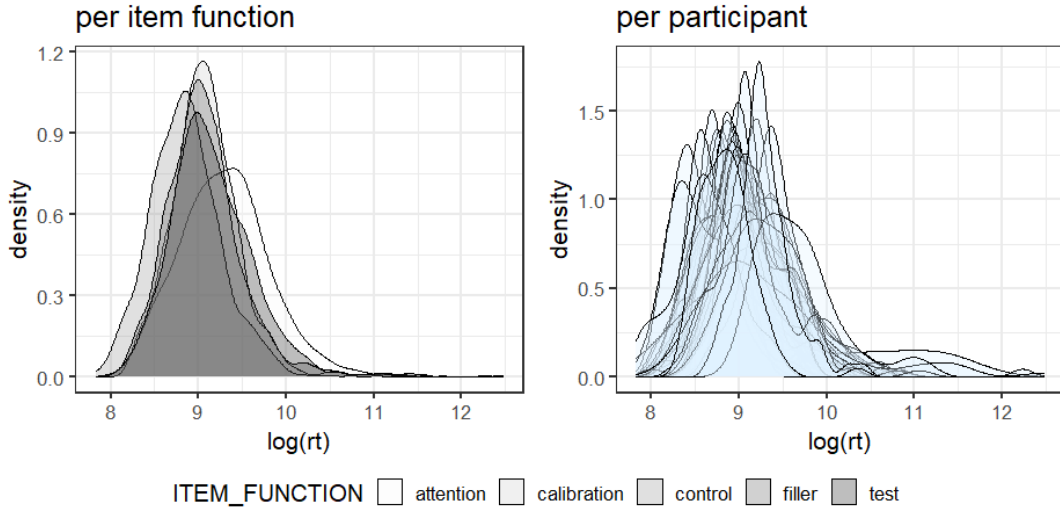 per item function
per participant
1.2
0.9
0.6
0.3
0.0
density
8 9 10 11 12
log(rt)
1.5
1.0
0.5
0.0
density
8 9 10 11 12
log(rt)
ITEM_FUNCTION attention calibration control filler test